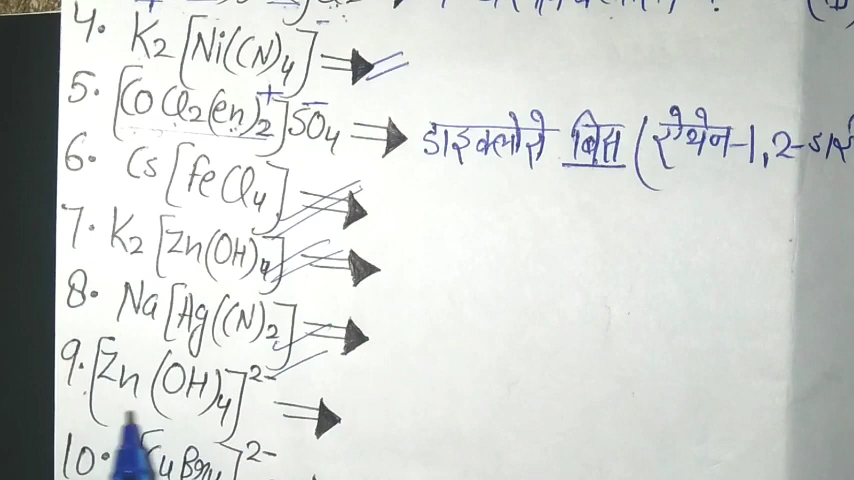 4. K2[Ni(CN)4] ⇒
5. [CoCl2(en)2]+SO4- ⇒ डाइक्लोरो बिस (एथेन-1,2-डाई
6. Cs[FeCl4] ⇒
7. K2[Zn(OH)4] ⇒
8. Na[Ag(CN)2] ⇒
9. [Zn(OH)4]2- ⇒
10. ]2-